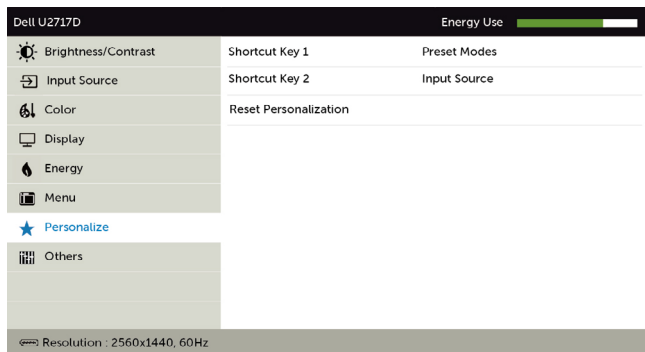 Dell U2717D Energy Use
Brightness/Contrast Shortcut Key 1 Preset Modes
Input Source Shortcut Key 2 Input Source
Color Reset Personalization
Display
Energy
Menu
Personalize
Others
Resolution : 2560x1440, 60Hz